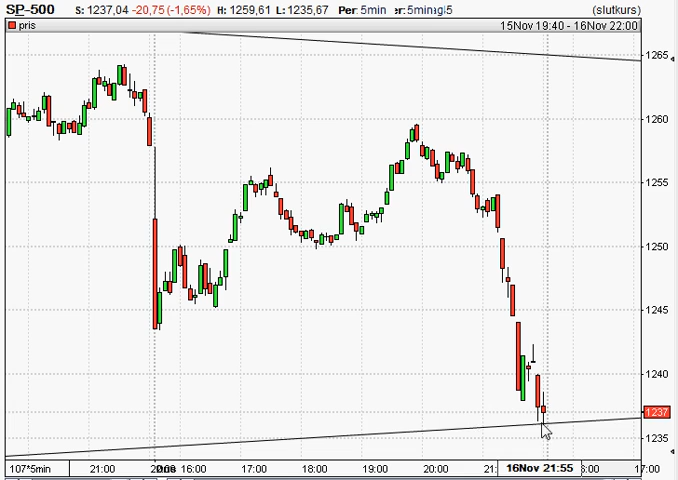 SP-500 S: 1237,04 -20,75 (-1,65%) H: 1259,61 L: 1235,67 Per: 5min (slutkurs)
pris 15Nov 19:40 - 16Nov 22:00
1265
1260
1255
1250
1245
1240
1237
1235
107*5min 21:00 16:00 17:00 18:00 19:00 20:00 21:00 16Nov 21:55 17:00